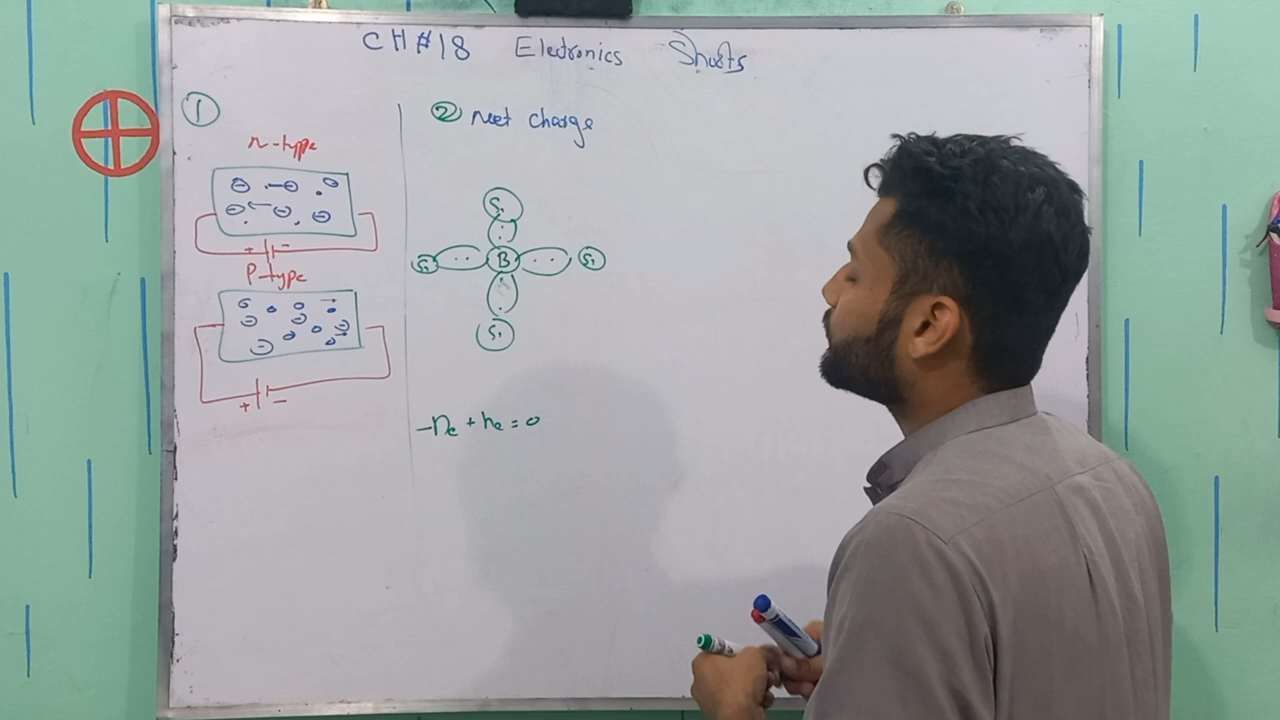 CH#18 Electronics Shorts
①
n-type
+ -
P-type
+ -
② net charge
Si
Si B Si
Si
-ne + he = 0